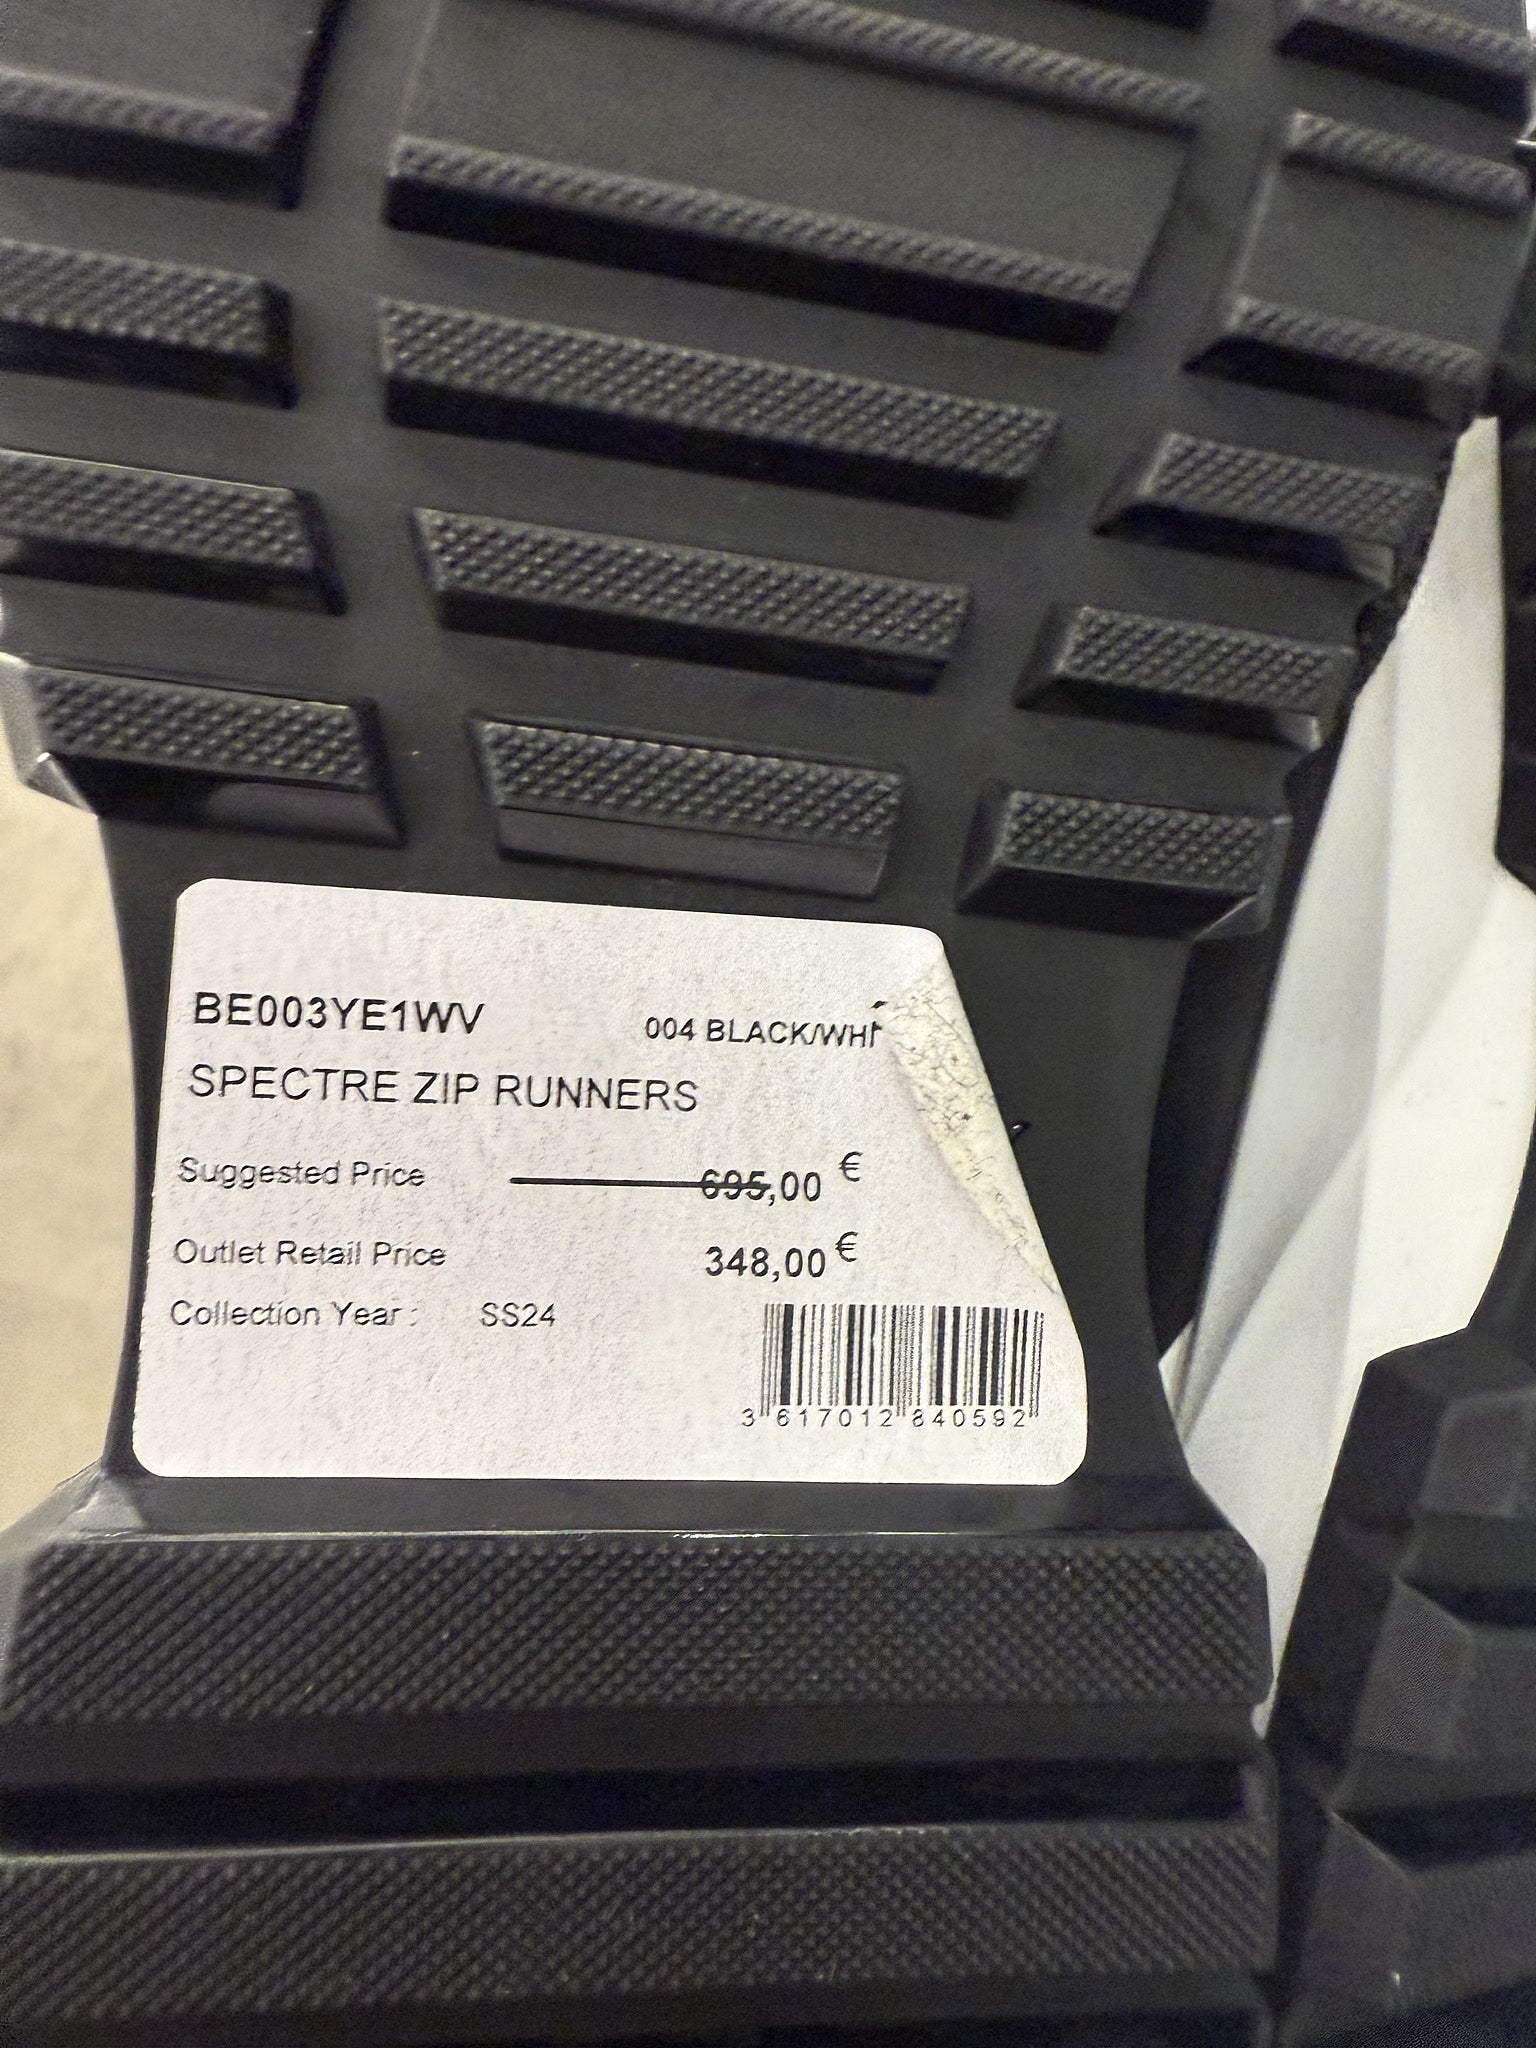 BE003YE1WV 004 BLACK/WHI
SPECTRE ZIP RUNNERS
Suggested Price 695,00 €
Outlet Retail Price 348,00 €
Collection Year : SS24
3 617012 840592